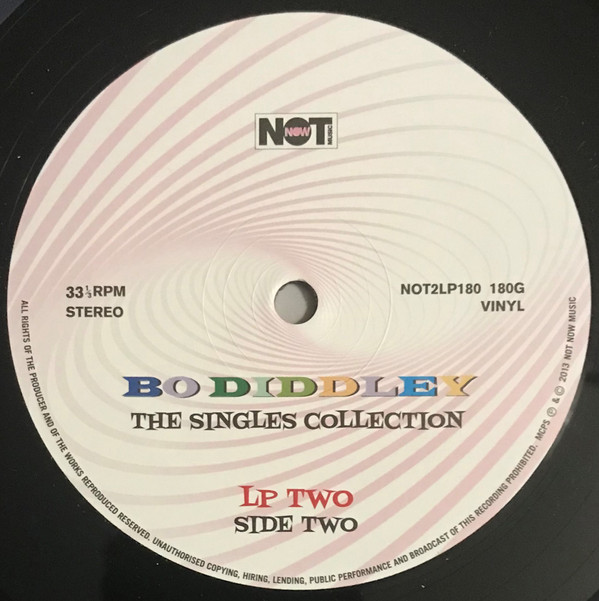 NOT NOW MUSIC
33⅓RPM
STEREO
NOT2LP180 180G
VINYL
BO DIDDLEY
THE SINGLES COLLECTION
LP TWO
SIDE TWO
ALL RIGHTS OF THE PRODUCER AND OF THE WORKS REPRODUCED RESERVED. UNAUTHORISED COPYING, HIRING, LENDING, PUBLIC PERFORMANCE AND BROADCAST OF THIS RECORDING PROHIBITED. MCPS ℗ & © 2013 NOT NOW MUSIC